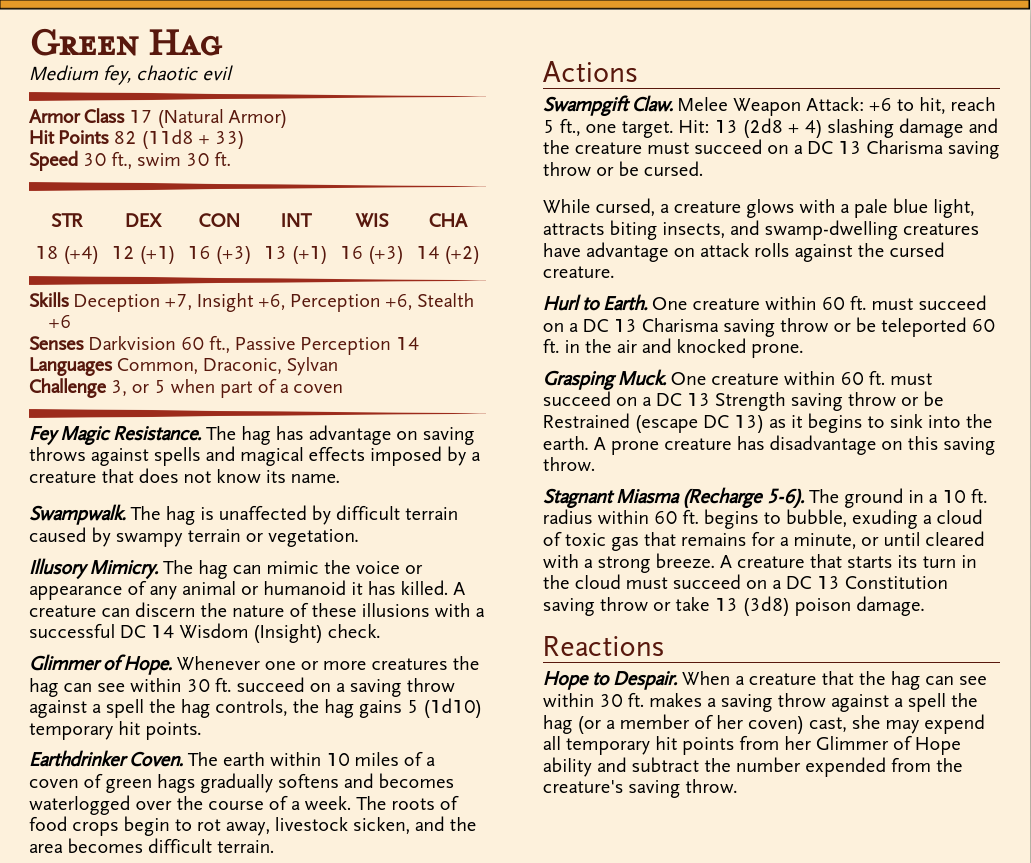 Green Hag
Medium fey, chaotic evil
Armor Class 17 (Natural Armor)
Hit Points 82 (11d8 + 33)
Speed 30 ft., swim 30 ft.
STR DEX CON INT WIS CHA
18 (+4) 12 (+1) 16 (+3) 13 (+1) 16 (+3) 14 (+2)
Skills Deception +7, Insight +6, Perception +6, Stealth
+6
Senses Darkvision 60 ft., Passive Perception 14
Languages Common, Draconic, Sylvan
Challenge 3, or 5 when part of a coven
Fey Magic Resistance. The hag has advantage on saving
throws against spells and magical effects imposed by a
creature that does not know its name.
Swampwalk. The hag is unaffected by difficult terrain
caused by swampy terrain or vegetation.
Illusory Mimicry. The hag can mimic the voice or
appearance of any animal or humanoid it has killed. A
creature can discern the nature of these illusions with a
successful DC 14 Wisdom (Insight) check.
Glimmer of Hope. Whenever one or more creatures the
hag can see within 30 ft. succeed on a saving throw
against a spell the hag controls, the hag gains 5 (1d10)
temporary hit points.
Earthdrinker Coven. The earth within 10 miles of a
coven of green hags gradually softens and becomes
waterlogged over the course of a week. The roots of
food crops begin to rot away, livestock sicken, and the
area becomes difficult terrain.
Actions
Swampgift Claw. Melee Weapon Attack: +6 to hit, reach
5 ft., one target. Hit: 13 (2d8 + 4) slashing damage and
the creature must succeed on a DC 13 Charisma saving
throw or be cursed.
While cursed, a creature glows with a pale blue light,
attracts biting insects, and swamp-dwelling creatures
have advantage on attack rolls against the cursed
creature.
Hurl to Earth. One creature within 60 ft. must succeed
on a DC 13 Charisma saving throw or be teleported 60
ft. in the air and knocked prone.
Grasping Muck. One creature within 60 ft. must
succeed on a DC 13 Strength saving throw or be
Restrained (escape DC 13) as it begins to sink into the
earth. A prone creature has disadvantage on this saving
throw.
Stagnant Miasma (Recharge 5-6). The ground in a 10 ft.
radius within 60 ft. begins to bubble, exuding a cloud
of toxic gas that remains for a minute, or until cleared
with a strong breeze. A creature that starts its turn in
the cloud must succeed on a DC 13 Constitution
saving throw or take 13 (3d8) poison damage.
Reactions
Hope to Despair. When a creature that the hag can see
within 30 ft. makes a saving throw against a spell the
hag (or a member of her coven) cast, she may expend
all temporary hit points from her Glimmer of Hope
ability and subtract the number expended from the
creature's saving throw.